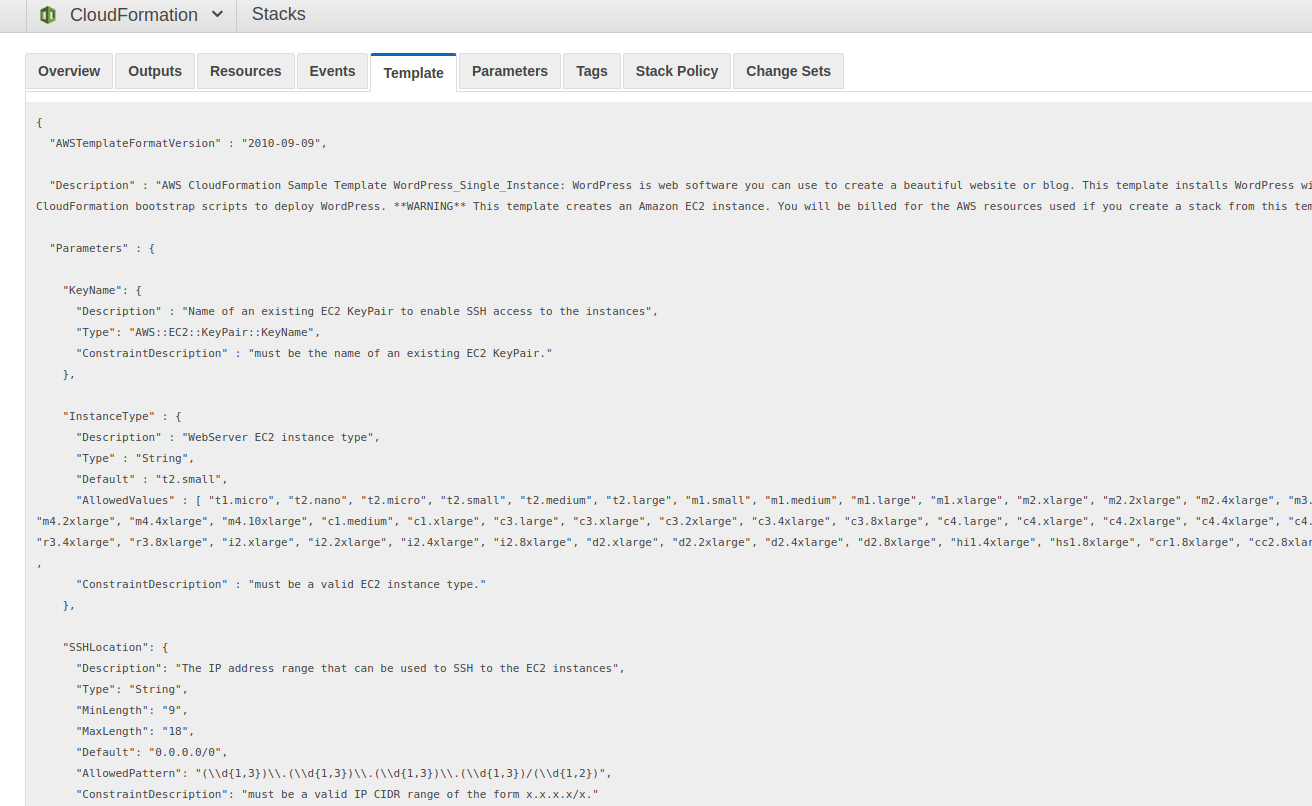 CloudFormation Stacks
Overview Outputs Resources Events Template Parameters Tags Stack Policy Change Sets
{
"AWSTemplateFormatVersion" : "2010-09-09",
"Description" : "AWS CloudFormation Sample Template WordPress_Single_Instance: WordPress is web software you can use to create a beautiful website or blog. This template installs WordPress
CloudFormation bootstrap scripts to deploy WordPress. **WARNING** This template creates an Amazon EC2 instance. You will be billed for the AWS resources used if you create a stack from this
"Parameters" : {
"KeyName": {
"Description" : "Name of an existing EC2 KeyPair to enable SSH access to the instances",
"Type": "AWS::EC2::KeyPair::KeyName",
"ConstraintDescription" : "must be the name of an existing EC2 KeyPair."
},
"InstanceType" : {
"Description" : "WebServer EC2 instance type",
"Type" : "String",
"Default" : "t2.small",
"AllowedValues" : [ "t1.micro", "t2.nano", "t2.micro", "t2.small", "t2.medium", "t2.large", "m1.small", "m1.medium", "m1.large", "m1.xlarge", "m2.xlarge", "m2.2xlarge", "m2.4xlarge", "m3.
"m4.2xlarge", "m4.4xlarge", "m4.10xlarge", "c1.medium", "c1.xlarge", "c3.large", "c3.xlarge", "c3.2xlarge", "c3.4xlarge", "c3.8xlarge", "c4.large", "c4.xlarge", "c4.2xlarge", "c4.4xlarge", "c4.
"r3.4xlarge", "r3.8xlarge", "i2.xlarge", "i2.2xlarge", "i2.4xlarge", "i2.8xlarge", "d2.xlarge", "d2.2xlarge", "d2.4xlarge", "d2.8xlarge", "hi1.4xlarge", "hs1.8xlarge", "cr1.8xlarge",
,
"ConstraintDescription" : "must be a valid EC2 instance type."
},
"SSHLocation": {
"Description": "The IP address range that can be used to SSH to the EC2 instances",
"Type": "String",
"MinLength": "9",
"MaxLength": "18",
"Default": "0.0.0.0/0",
"AllowedPattern": "(\\d{1,3})\\.(\\d{1,3})\\.(\\d{1,3})\\.(\\d{1,3})/(\\d{1,2})",
"ConstraintDescription": "must be a valid IP CIDR range of the form x.x.x.x/x."